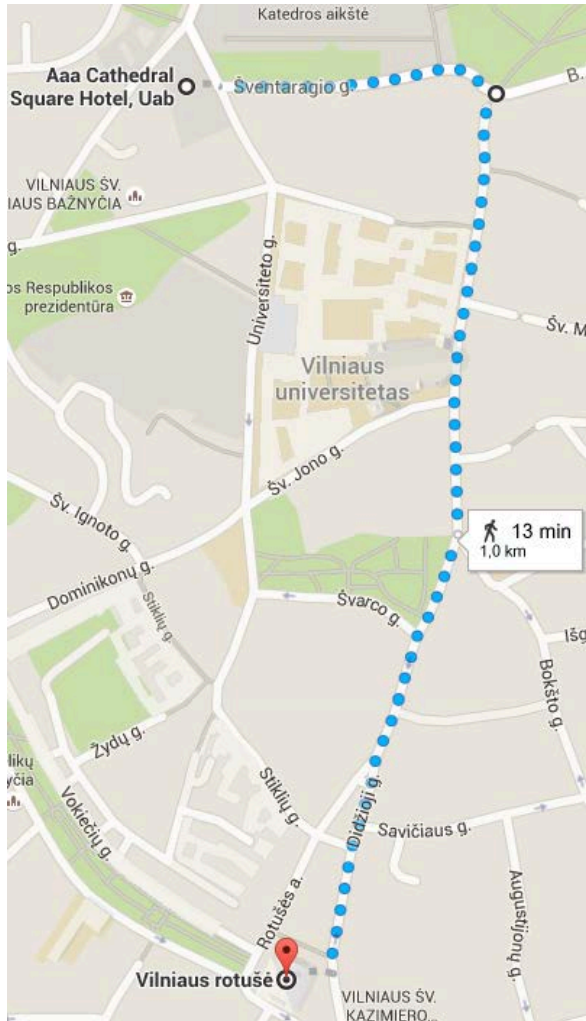 Katedros aikštė
Aaa Cathedral
Square Hotel, Uab
Šventaragio g.
B.
VILNIAUS ŠV.
IAUS BAŽNYČIA
g.
os Respublikos
prezidentūra
Universiteto g.
Vilniaus
universitetas
Šv. M
Šv. Jono g.
Šv. Ignoto g.
13 min
1,0 km
Dominikonų g.
Stiklių g.
Švarco g.
Išg
Bokšto g.
Žydų g.
elikų
yčia
Vokiečių g.
Stiklių g.
Didžioji g.
Savičiaus g.
Augustijonų g.
Rotušės a.
Vilniaus rotušė
VILNIAUS ŠV.
KAZIMIERO...